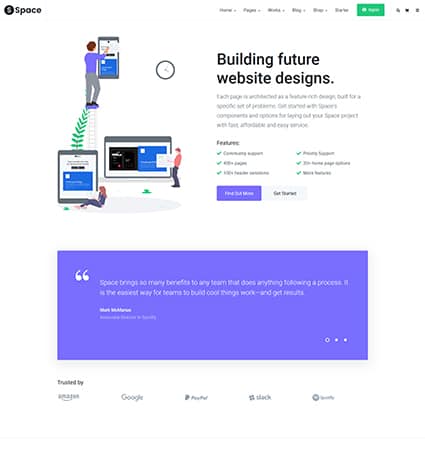 Space
Home Pages Works Blog Shop Starter
Building future
website designs.
Each page is architected as a feature rich design, built for a
specific set of problems. Get started with Space's
components and options for laying out your Space project
with fast, affordable and easy service.
Features:
Community support Priority Support
400+ pages 20+ home page options
100+ header variations More features
Find Out More Get Started
Space brings so many benefits to any team that does anything following a process. It
is the easiest way for teams to build cool things work—and get results.
Mark McManus
Associate Director in Spotify
Trusted by
amazon Google PayPal slack Spotify